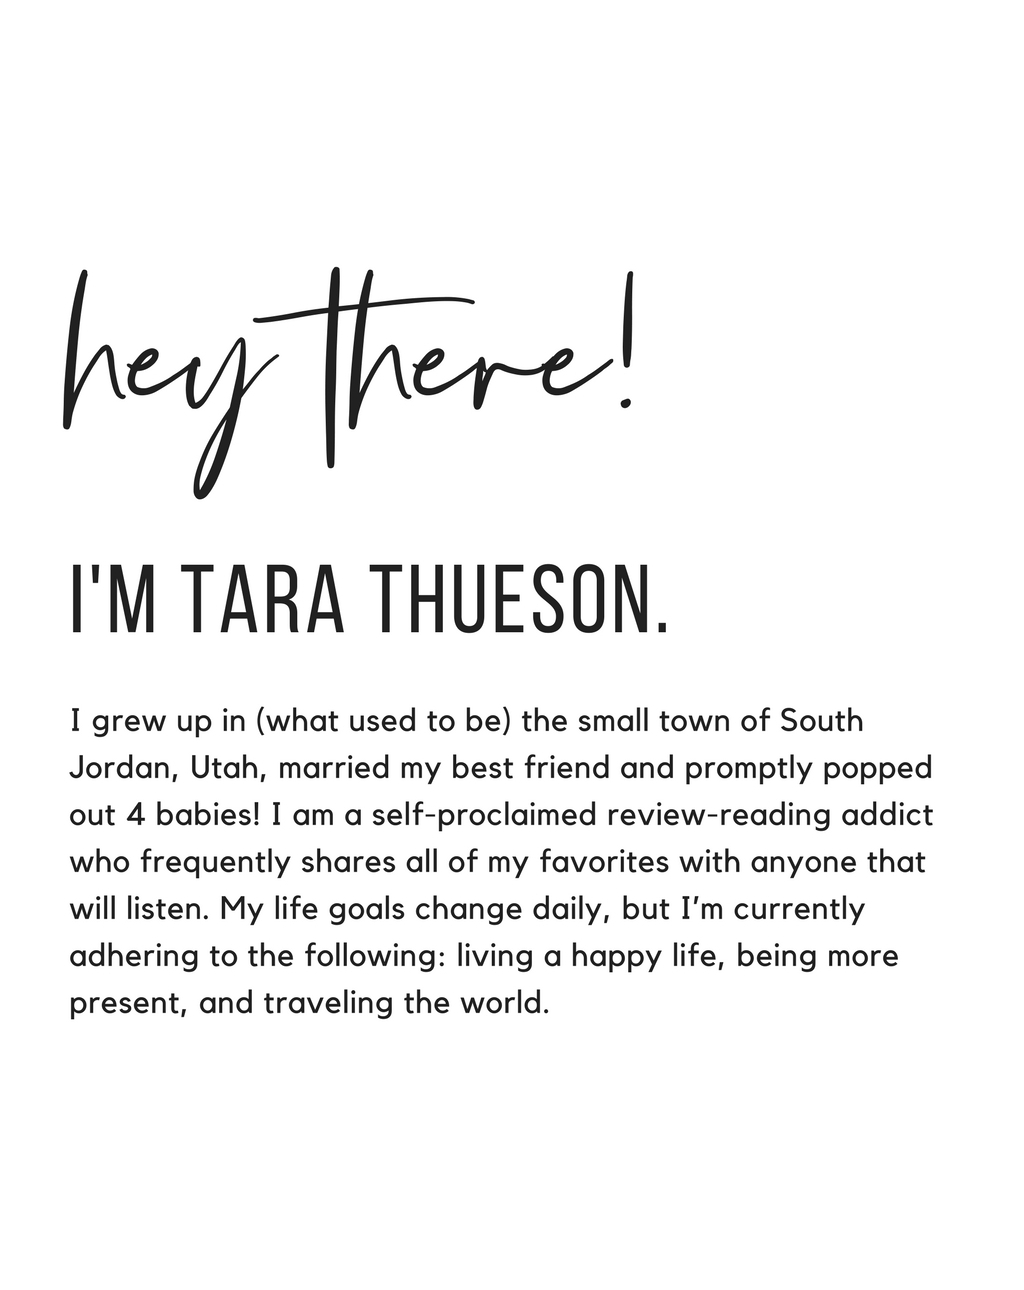 hey there!
I'M TARA THUESON.
I grew up in (what used to be) the small town of South
Jordan, Utah, married my best friend and promptly popped
out 4 babies! I am a self-proclaimed review-reading addict
who frequently shares all of my favorites with anyone that
will listen. My life goals change daily, but I’m currently
adhering to the following: living a happy life, being more
present, and traveling the world.